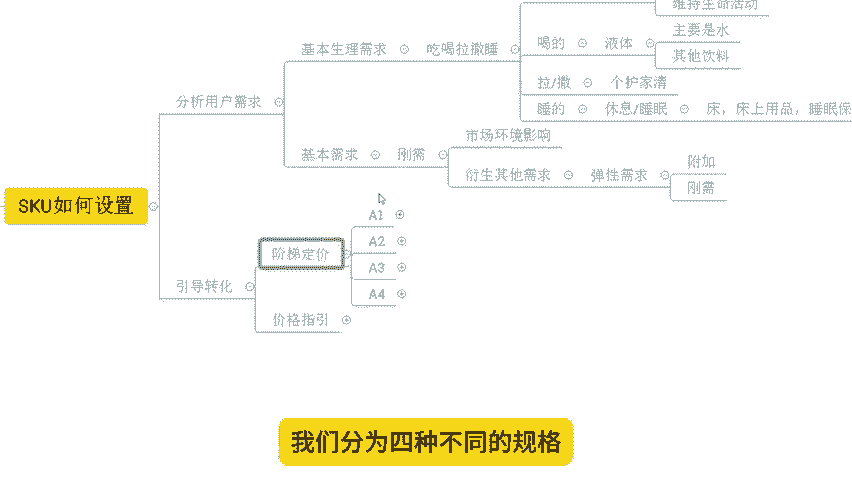 维持生命活动
主要是水
基本生理需求 吃喝拉撒睡 喝的 液体
其他饮料
拉/撒 个护家清
分析用户需求
睡的 休息/睡眠 床，床上用品，睡眠保
市场环境影响
基本需求 刚需
附加
衍生其他需求 弹性需求
刚需
SKU如何设置
A1
A2
阶梯定价
A3
引导转化
A4
价格指引
我们分为四种不同的规格